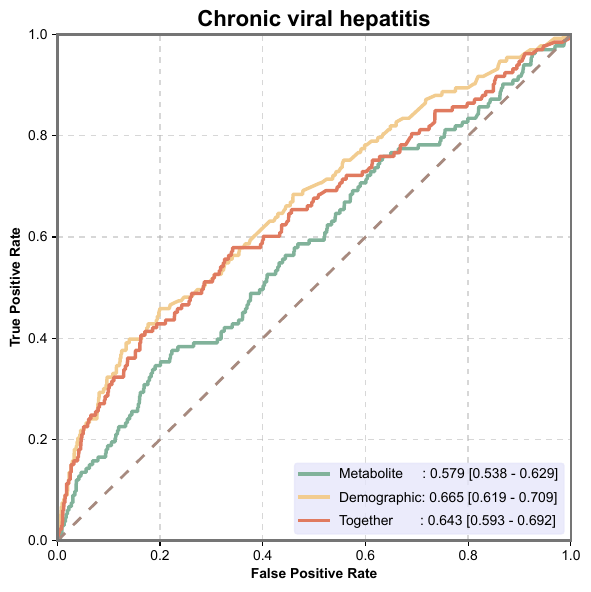 Chronic viral hepatitis
1.0
0.8
0.6
0.4
0.2
0.0
True Positive Rate
Metabolite : 0.579 [0.538 - 0.629]
Demographic: 0.665 [0.619 - 0.709]
Together : 0.643 [0.593 - 0.692]
0.0 0.2 0.4 0.6 0.8 1.0
False Positive Rate